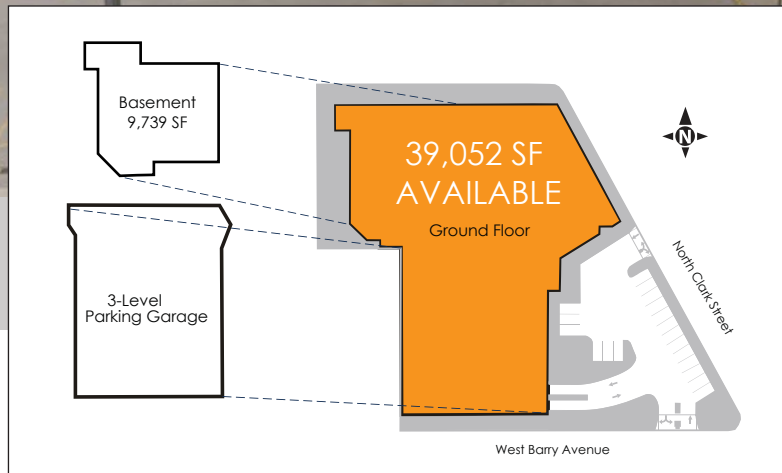 Basement
9,739 SF
39,052 SF
AVAILABLE
Ground Floor
N
3-Level
Parking Garage
North Clark Street
West Barry Avenue